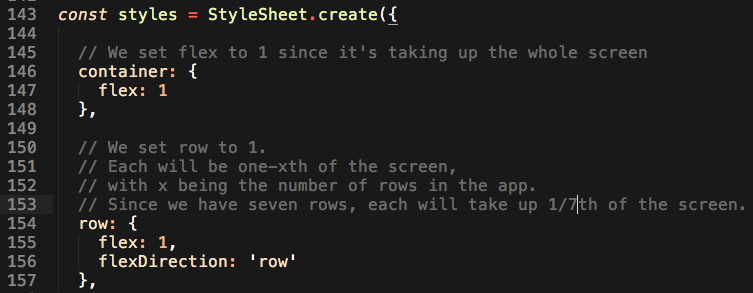 143 const styles = StyleSheet.create({
144
145 // We set flex to 1 since it's taking up the whole screen
146 container: {
147 flex: 1
148 },
149
150 // We set row to 1.
151 // Each will be one-xth of the screen,
152 // with x being the number of rows in the app.
153 // Since we have seven rows, each will take up 1/7th of the screen.
154 row: {
155 flex: 1,
156 flexDirection: 'row'
157 },